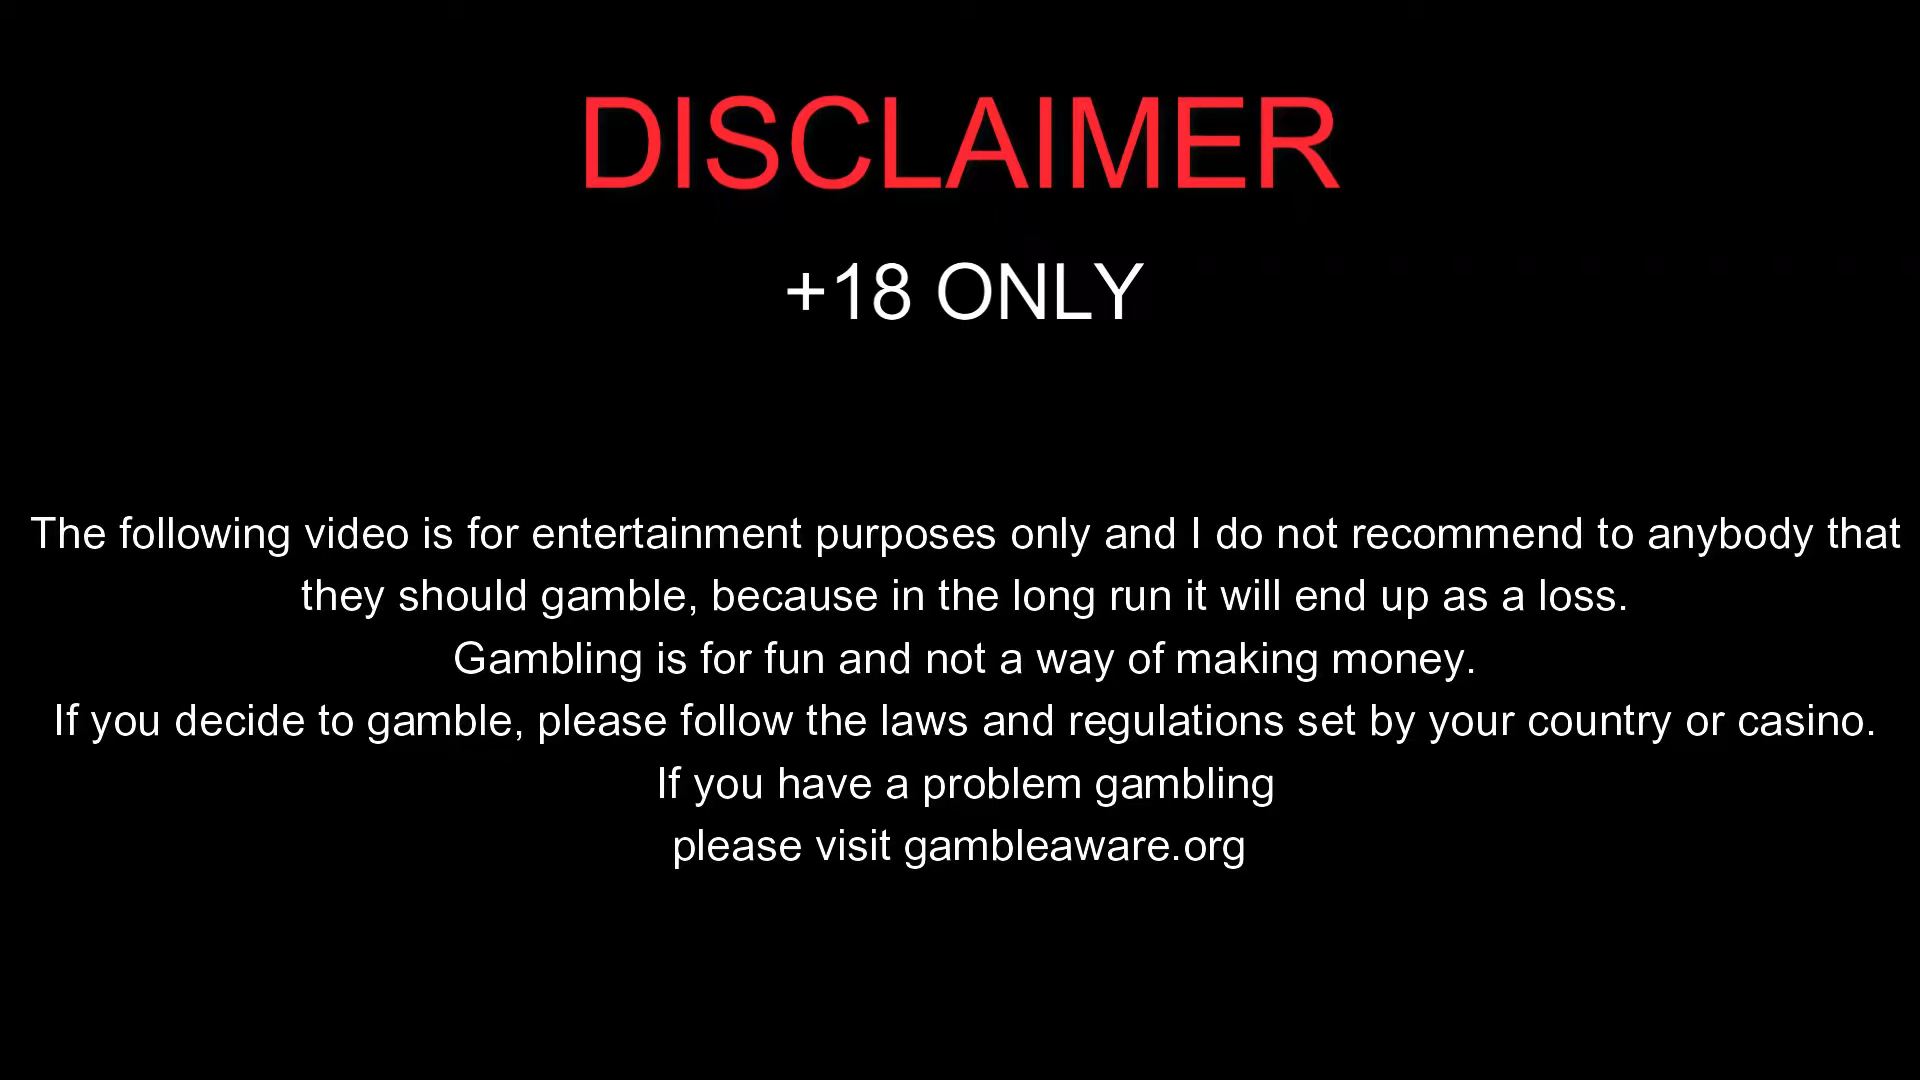 DISCLAIMER
+18 ONLY
The following video is for entertainment purposes only and I do not recommend to anybody that
they should gamble, because in the long run it will end up as a loss.
Gambling is for fun and not a way of making money.
If you decide to gamble, please follow the laws and regulations set by your country or casino.
If you have a problem gambling
please visit gambleaware.org